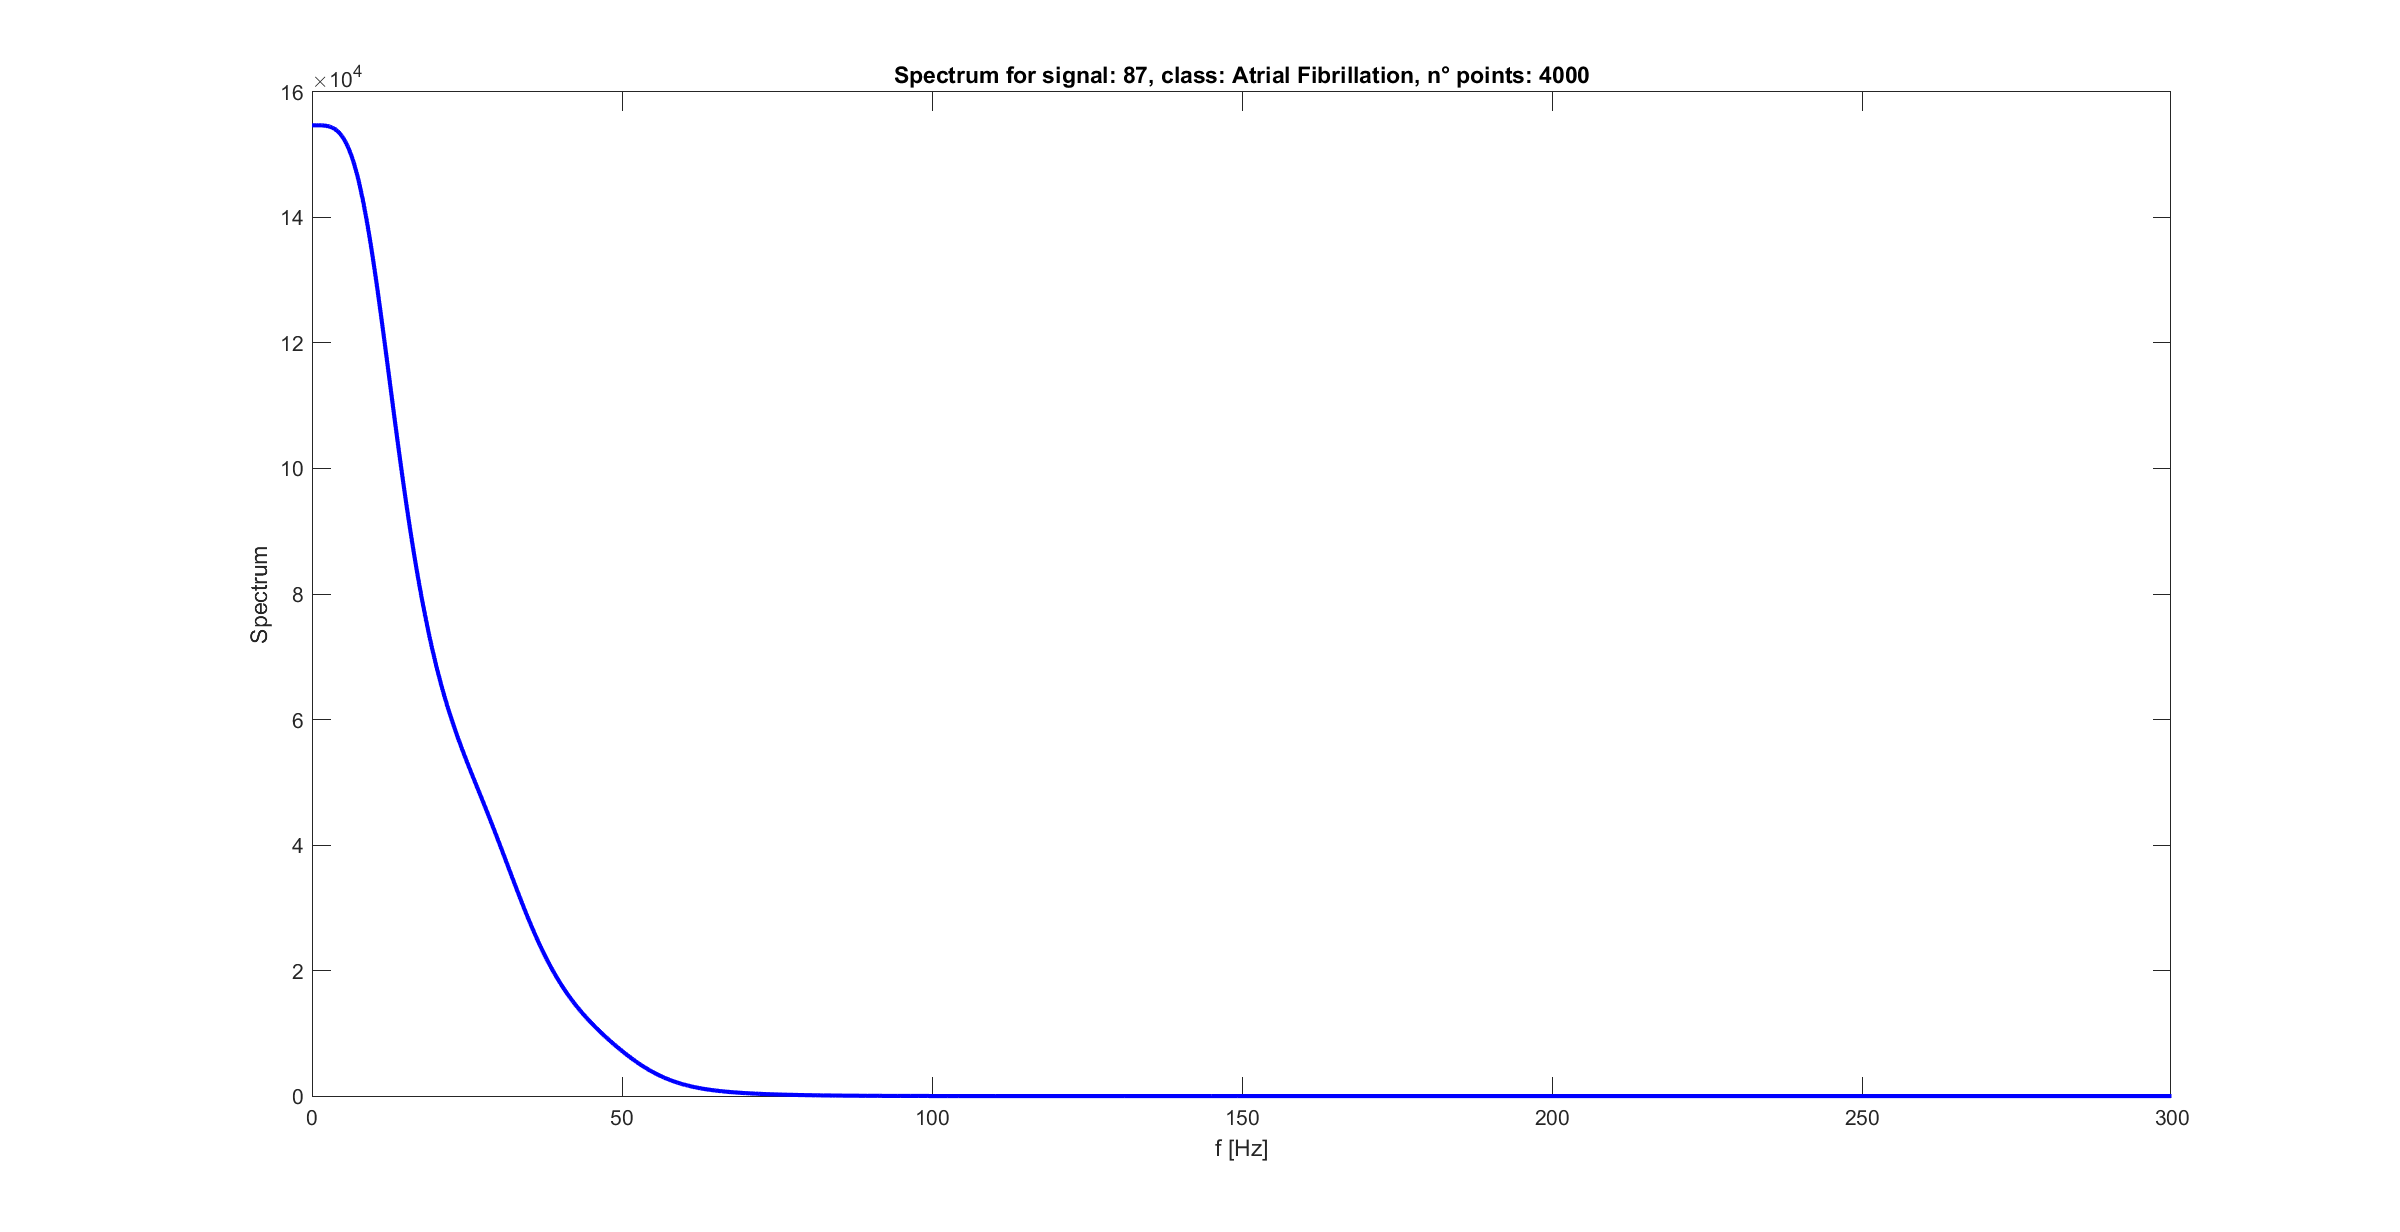 Spectrum for signal: 87, class: Atrial Fibrillation, n° points: 4000
×10^4
16
14
12
10
8
6
4
2
0
Spectrum
0 50 100 150 200 250 300
f [Hz]